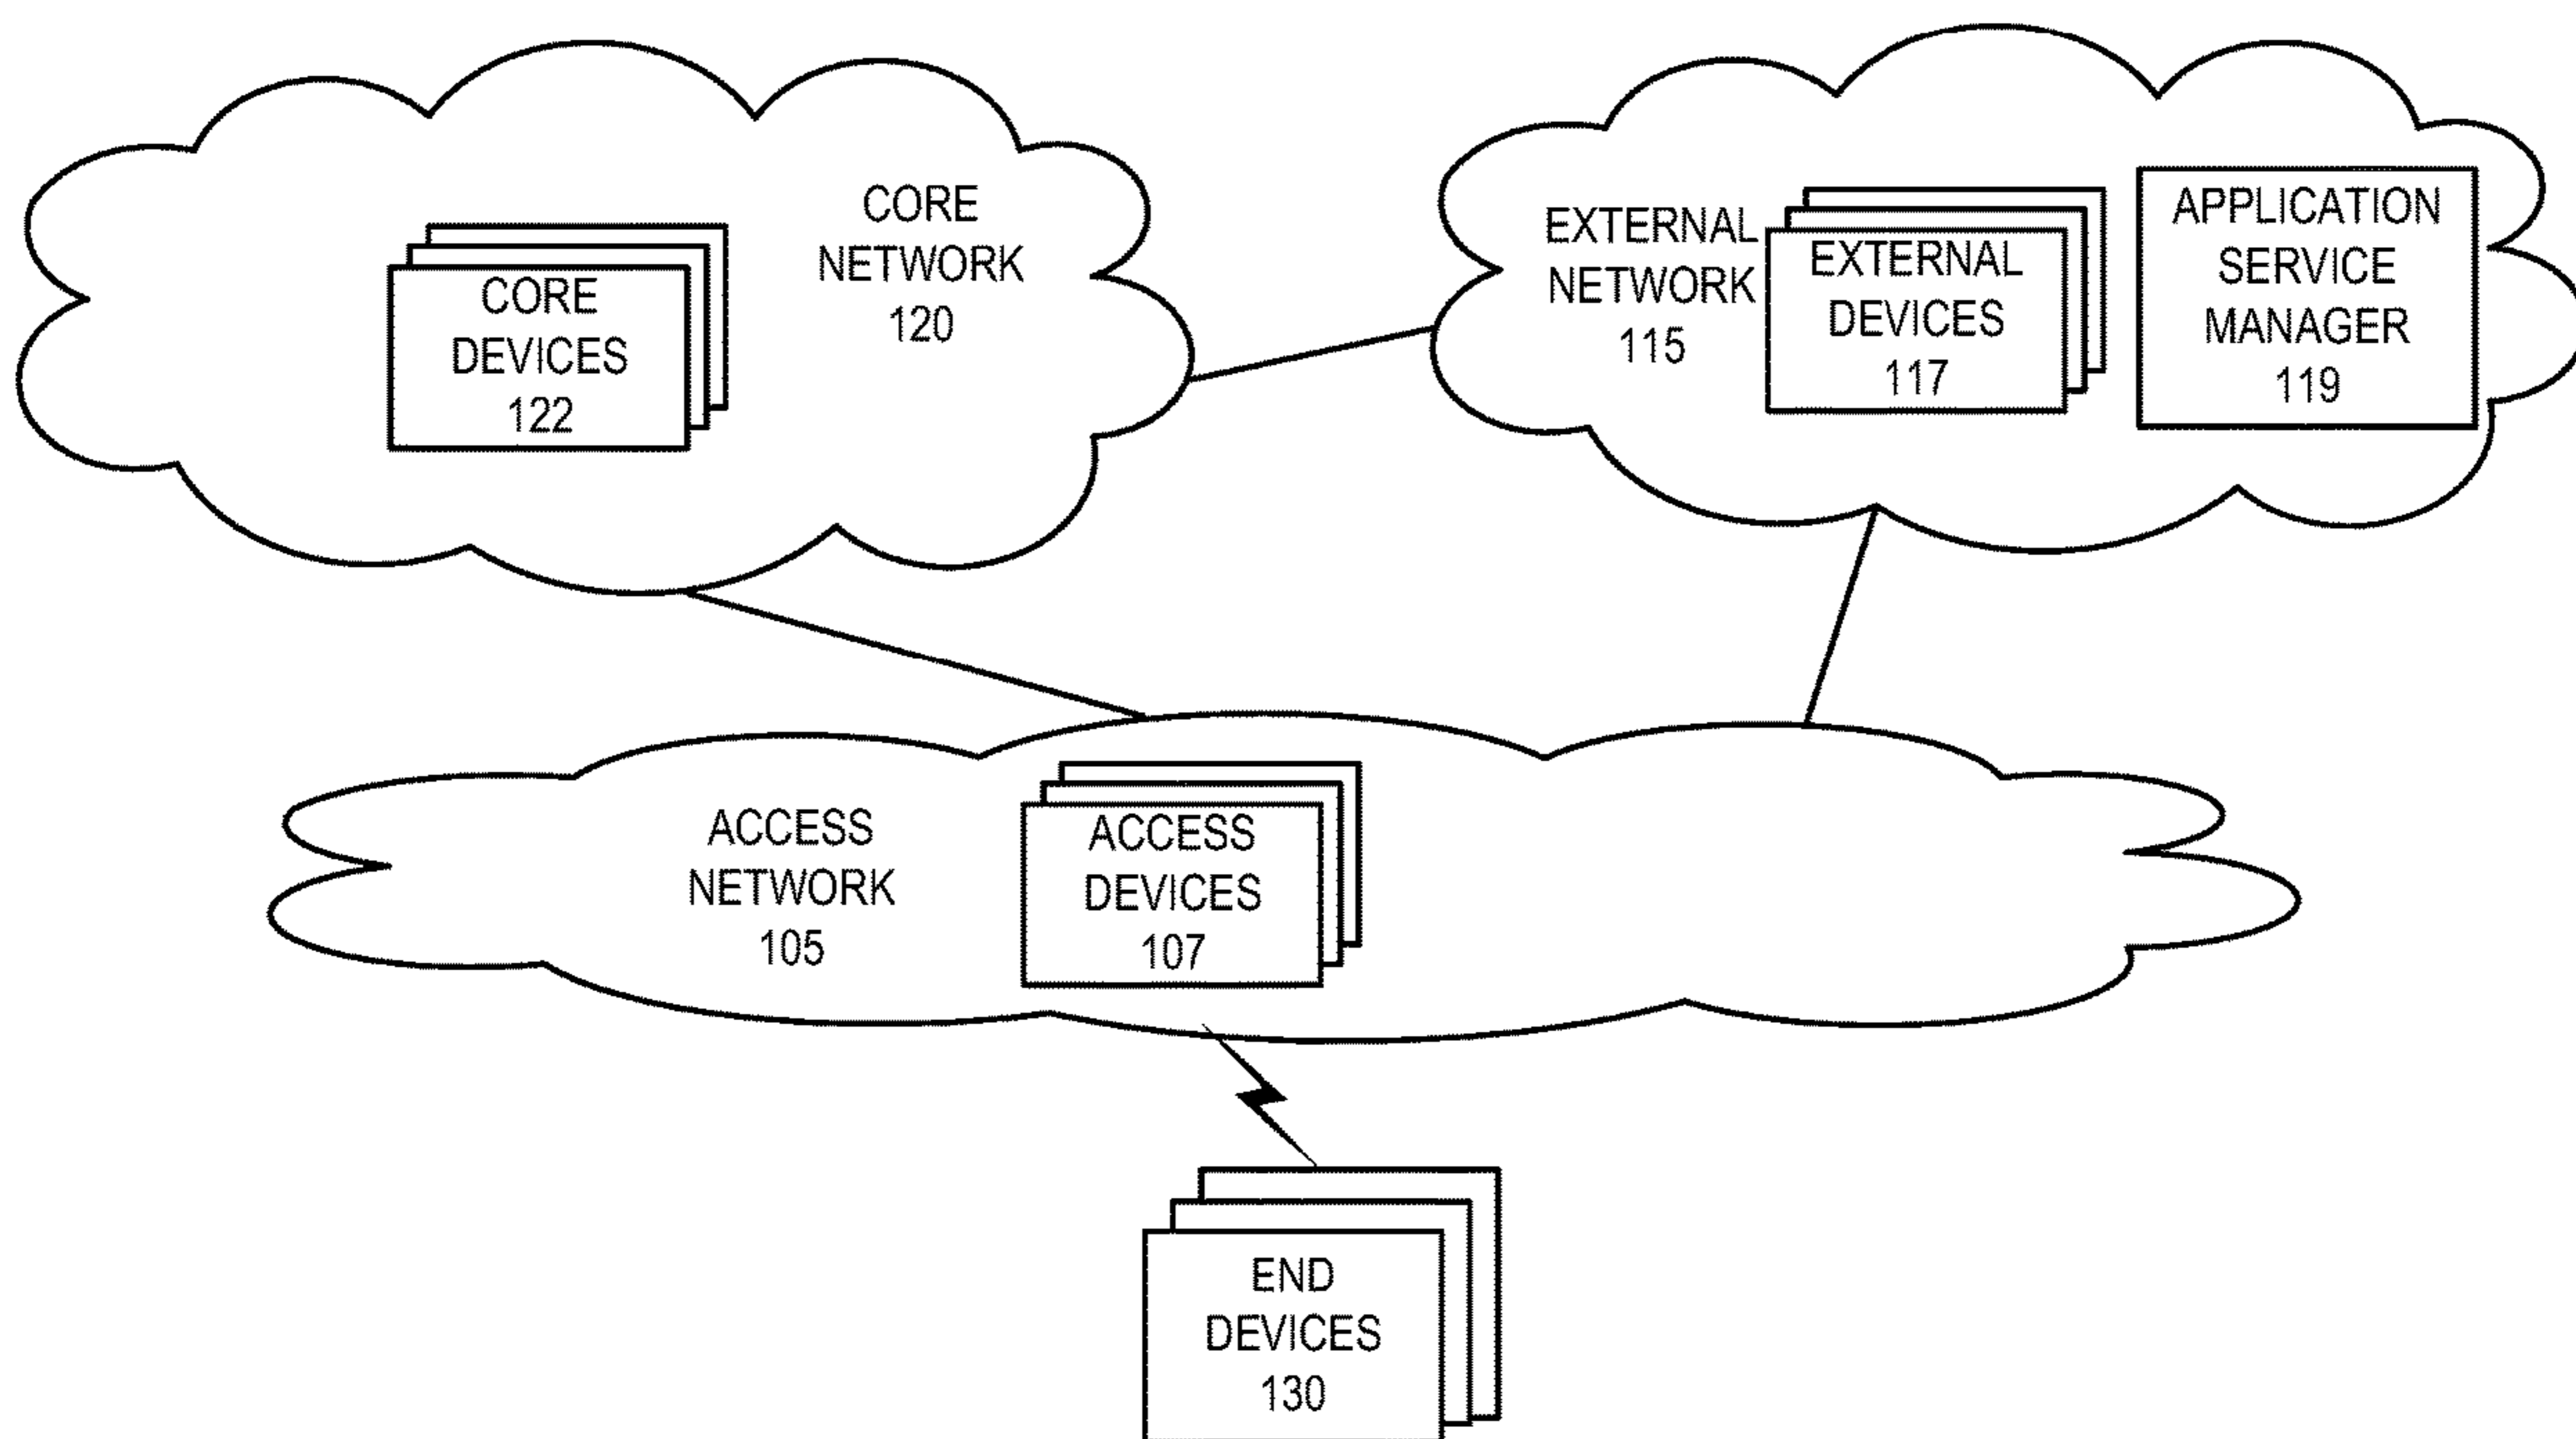 CORE
NETWORK
120
CORE
DEVICES
122
EXTERNAL
NETWORK
115
EXTERNAL
DEVICES
117
APPLICATION
SERVICE
MANAGER
119
ACCESS
NETWORK
105
ACCESS
DEVICES
107
END
DEVICES
130